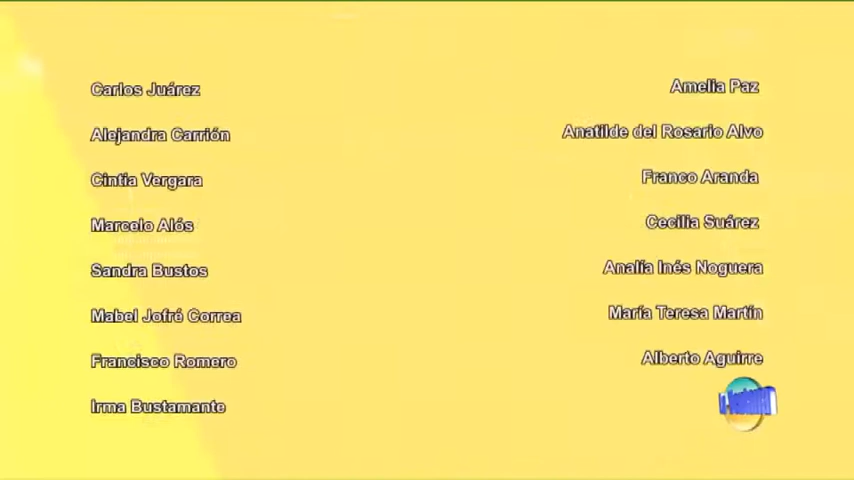 Carlos Juárez
Alejandra Carrión
Cintia Vergara
Marcelo Alós
Sandra Bustos
Mabel Jofré Correa
Francisco Romero
Irma Bustamante
Amelia Paz
Anatilde del Rosario Alvo
Franco Aranda
Cecilia Suárez
Analía Inés Noguera
María Teresa Martín
Alberto Aguirre